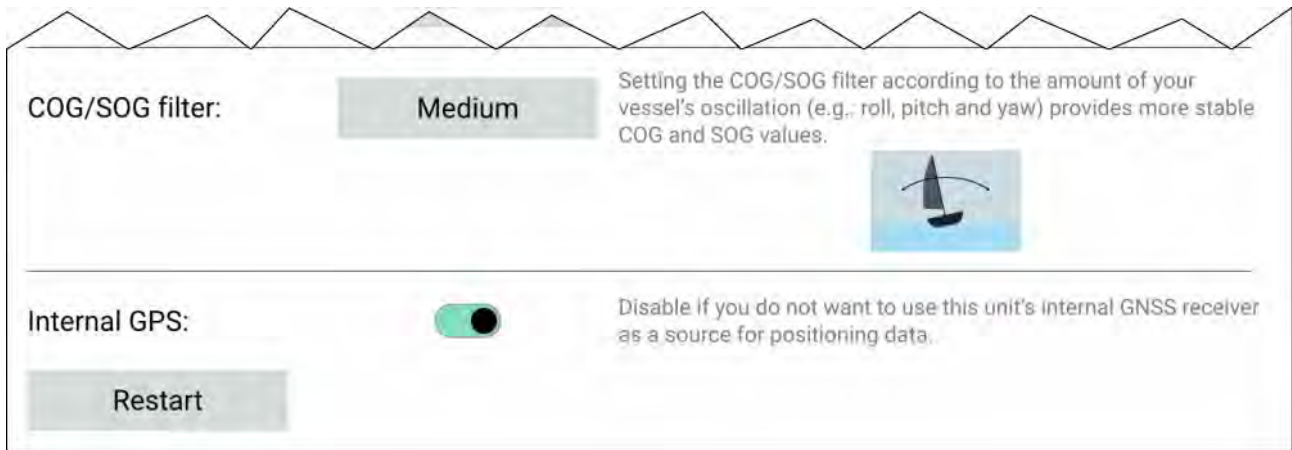 COG/SOG filter:
Medium
Setting the COG/SOG filter according to the amount of your
vessel's oscillation (e.g.: roll, pitch and yaw) provides more stable
COG and SOG values.
Internal GPS:
Disable if you do not want to use this unit's internal GNSS receiver
as a source for positioning data.
Restart